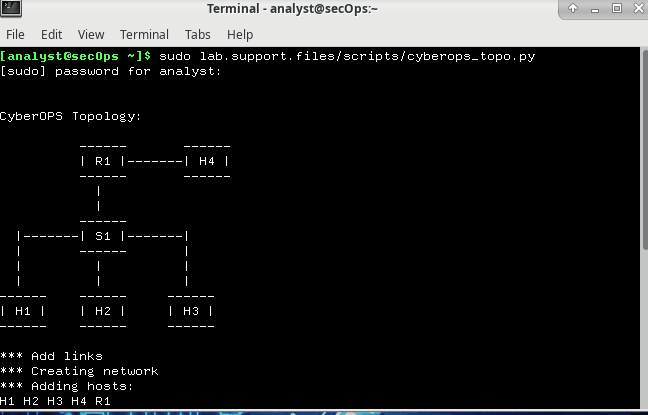 Terminal - analyst@secOps:~
File Edit View Terminal Tabs Help
[analyst@secOps ~]$ sudo lab.support.files/scripts/cyberops_topo.py
[sudo] password for analyst:
CyberOPS Topology:
           ------        ------
           | R1 |-------| H4 |
           ------        ------
             |
             |
           ------
  |-------| S1 |-------|
  |        ------        |
  |          |           |
  |          |           |
------    ------     ------
| H1 |    | H2 |     | H3 |
------    ------     ------
*** Add links
*** Creating network
*** Adding hosts:
H1 H2 H3 H4 R1